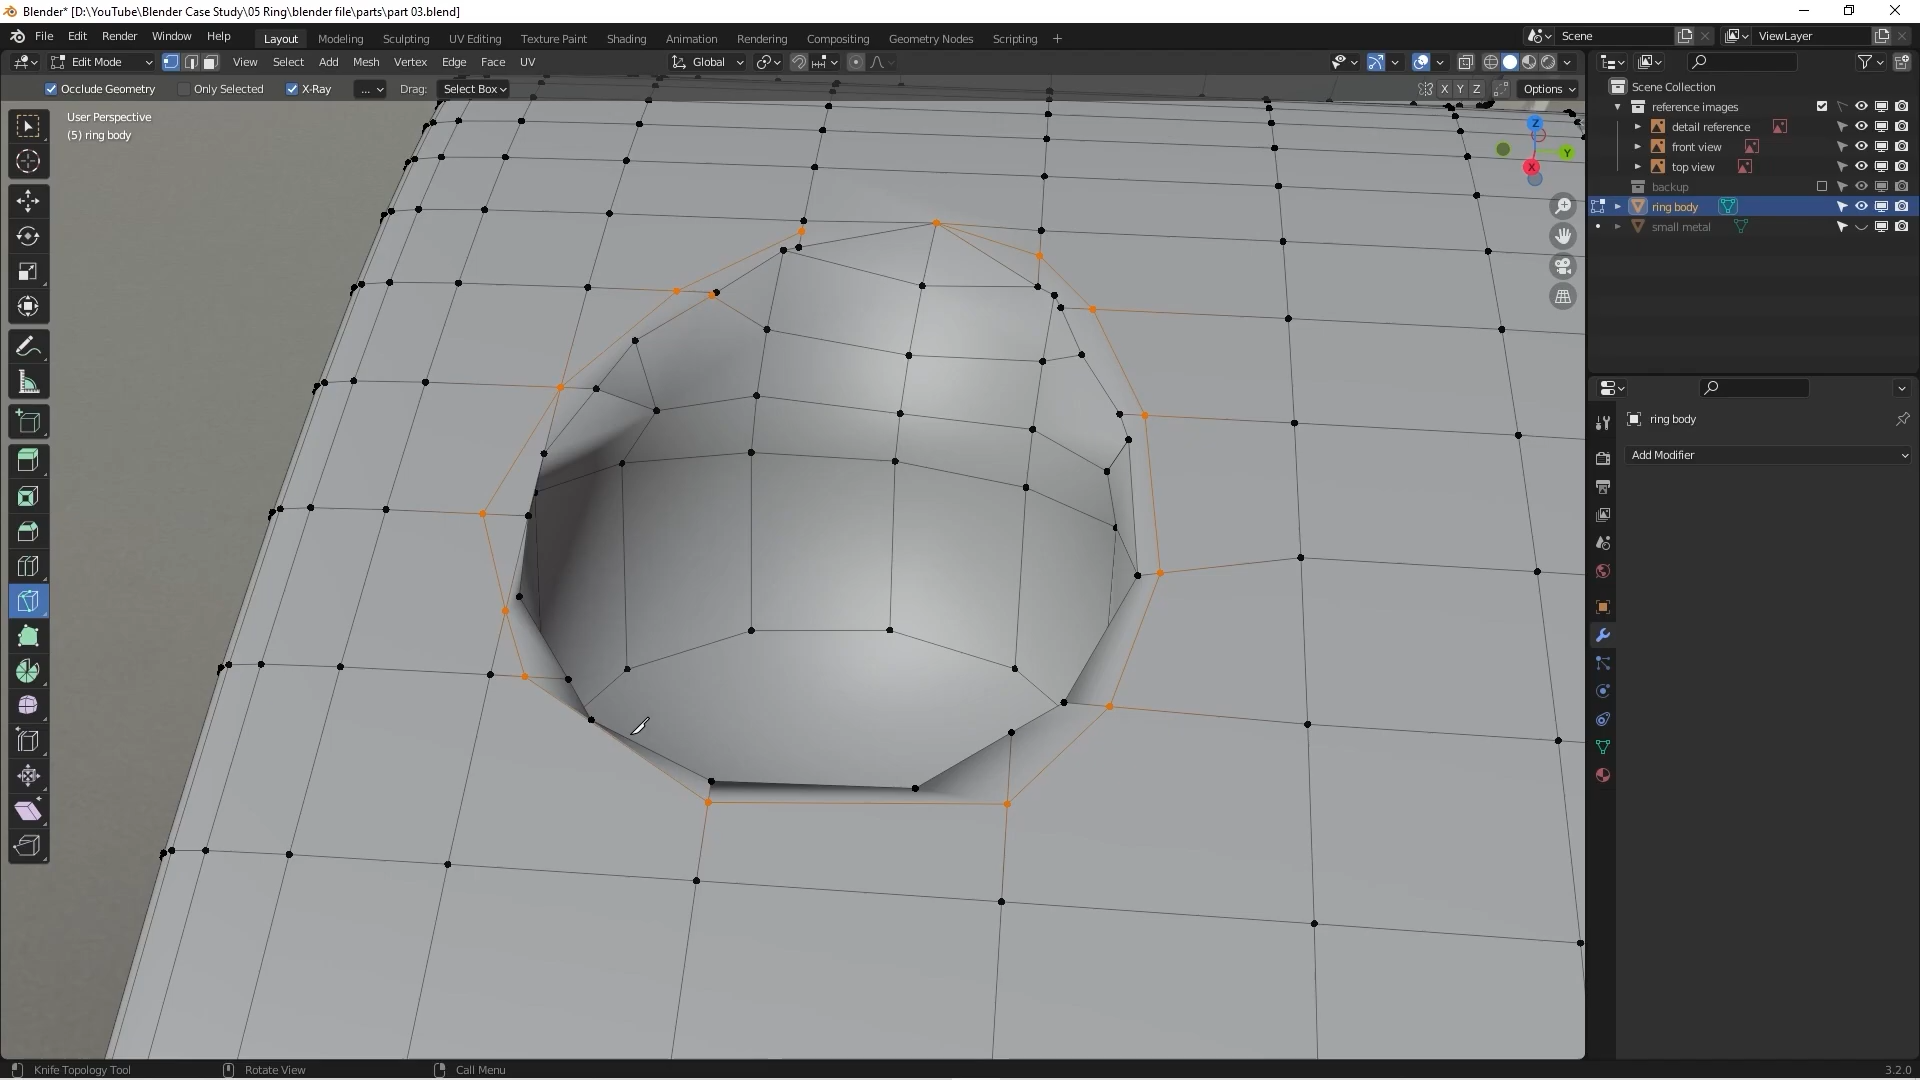 Blender* [D:\YouTube\Blender Case Study\05 Ring\blender file\parts\part 03.blend]
File Edit Render Window Help Layout Modeling Sculpting UV Editing Texture Paint Shading Animation Rendering Compositing Geometry Nodes Scripting + Scene ViewLayer
Edit Mode View Select Add Mesh Vertex Edge Face UV Global
Occlude Geometry Only Selected X-Ray ... Drag: Select Box X Y Z Options
User Perspective
(5) ring body
Z
Y
X
Scene Collection
reference images
detail reference
front view
top view
backup
ring body
small metal
ring body
Add Modifier
Knife Topology Tool Rotate View Call Menu 3.2.0